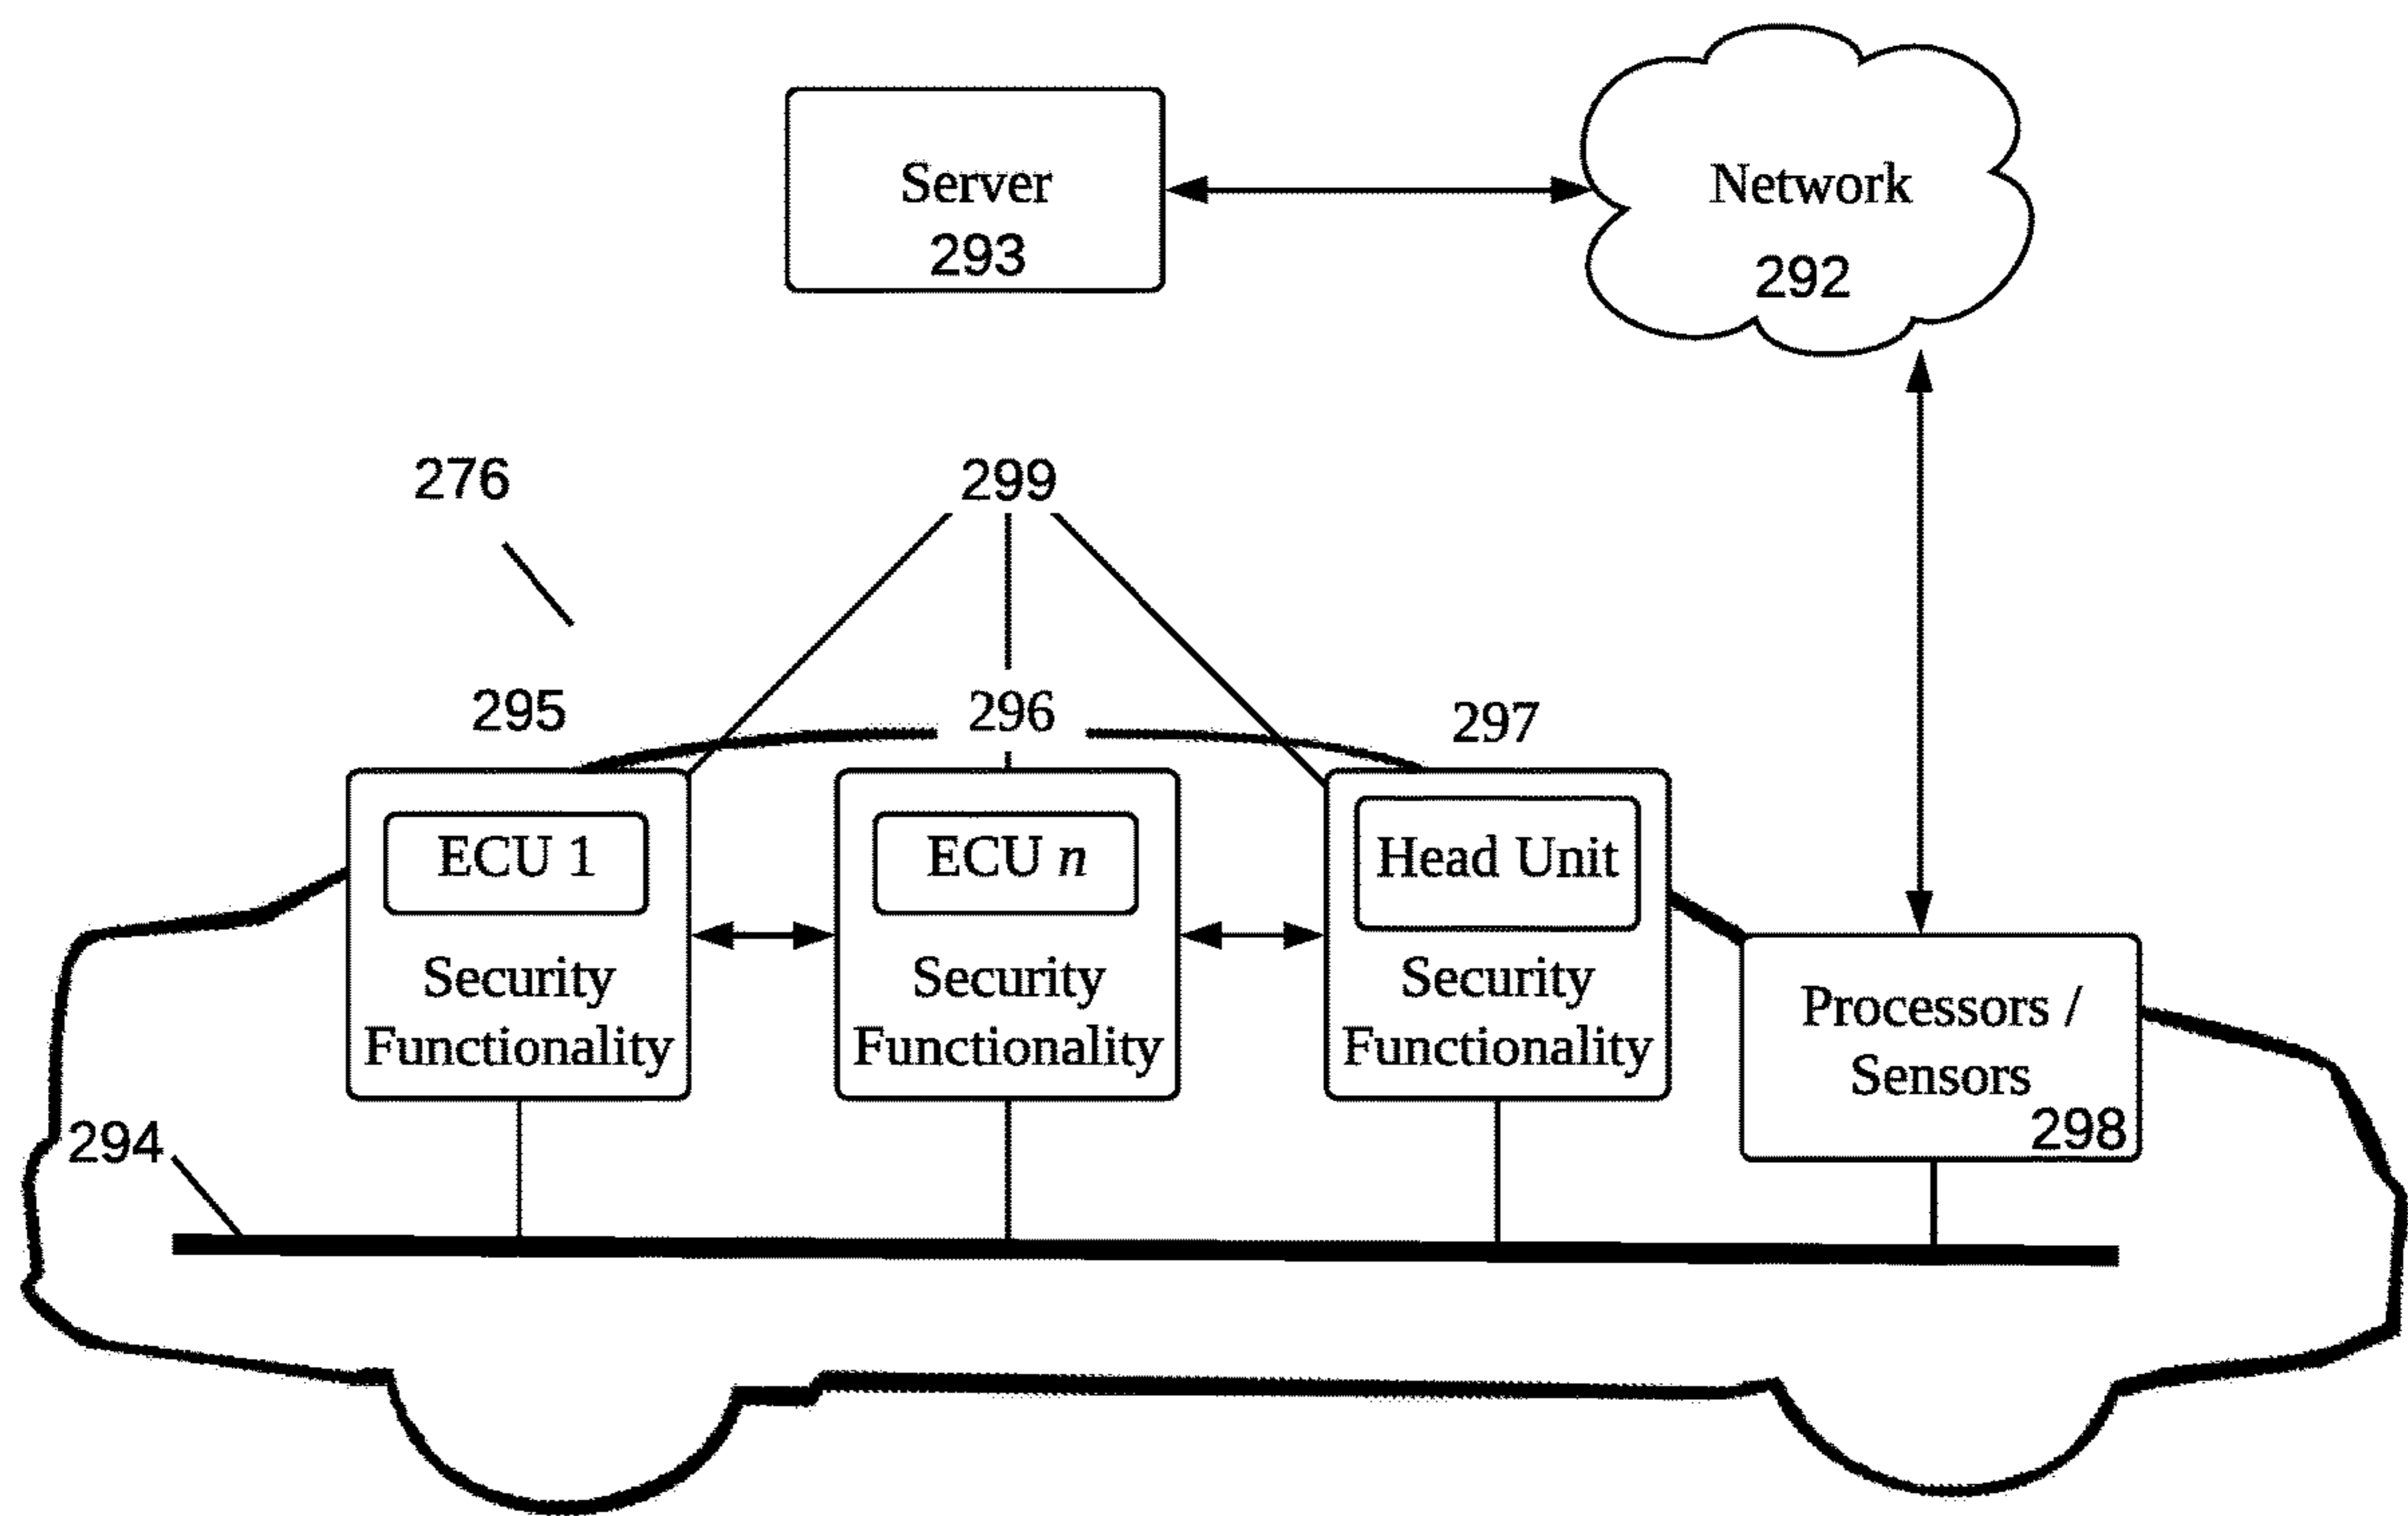 Server
293
Network
292
276
299
295
296
297
ECU 1
Security
Functionality
ECU n
Security
Functionality
Head Unit
Security
Functionality
Processors /
Sensors
298
294